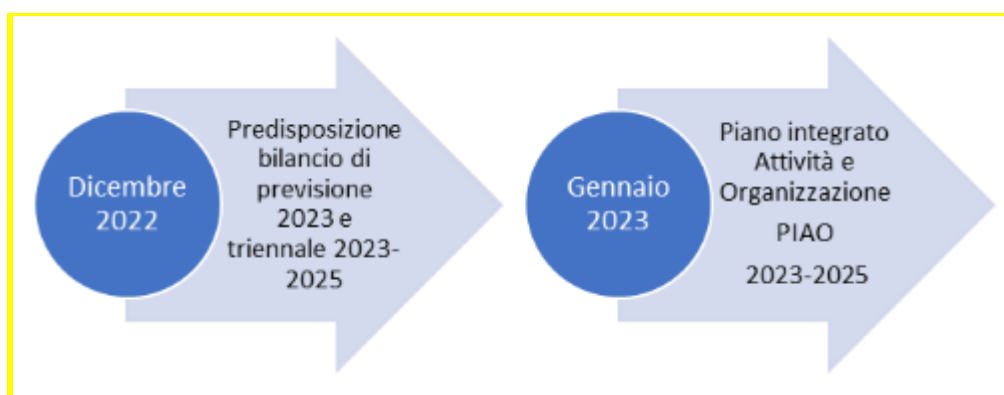 Dicembre
2022
Predisposizione
bilancio di
previsione
2023 e
triennale 2023-
2025
Gennaio
2023
Piano integrato
Attività e
Organizzazione
PIAO
2023-2025